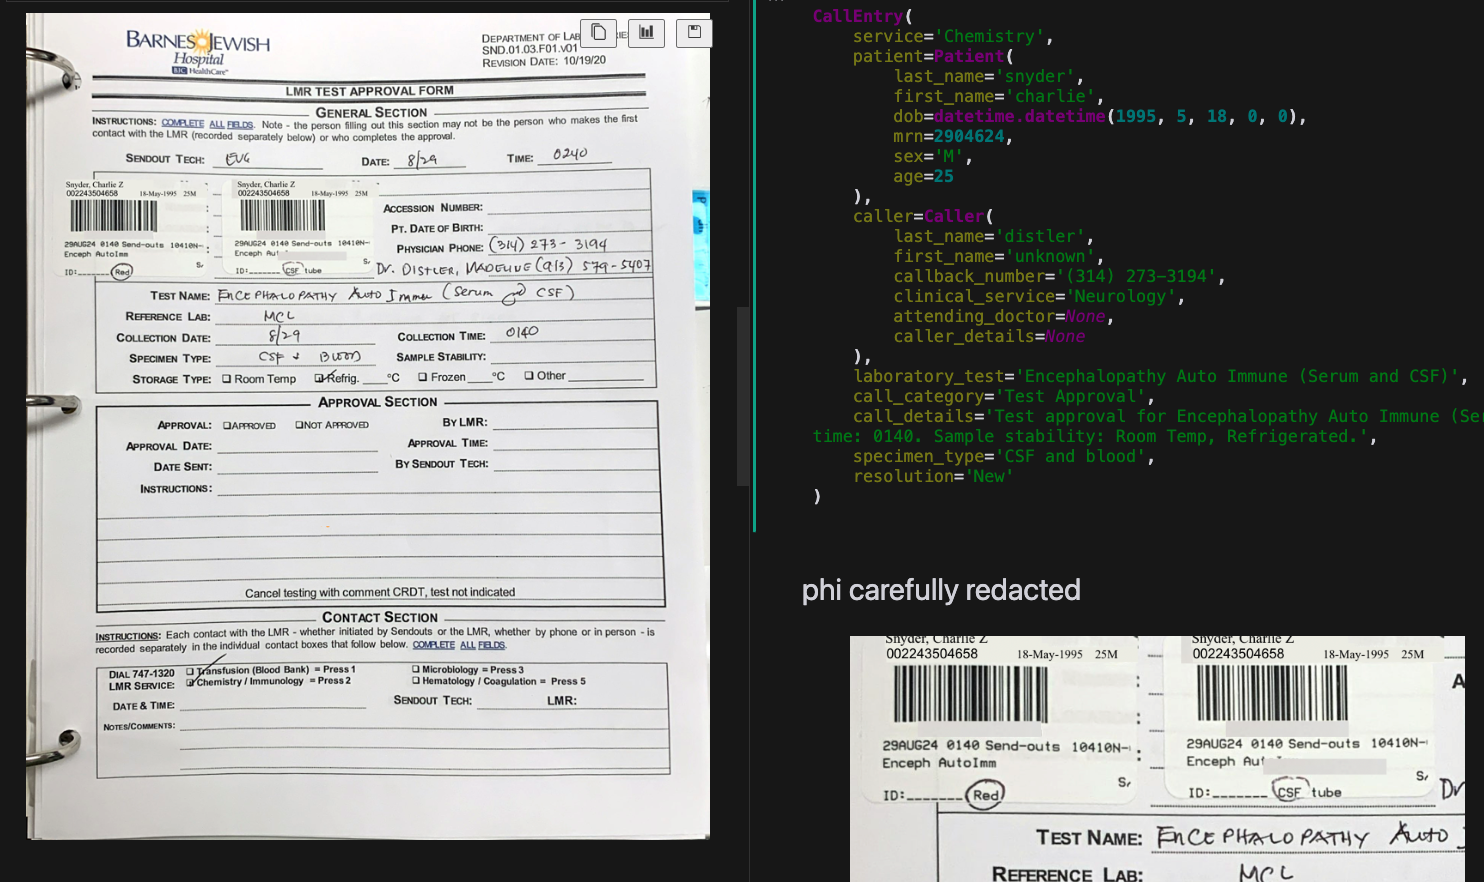 BARNES JEWISH
Hospital
BJC HealthCare
DEPARTMENT OF LAB
SND.01.03.F01.v01
REVISION DATE: 10/19/20
LMR TEST APPROVAL FORM
GENERAL SECTION
INSTRUCTIONS: COMPLETE ALL FIELDS. Note - the person filling out this section may not be the person who makes the first
contact with the LMR (recorded separately below) or who completes the approval.
SENDOUT TECH: EVG DATE: 8/29 TIME: 0240
Snyder, Charlie Z
002243504658 18-May-1995 25M
29AUG24 0140 Send-outs 10410N-
Enceph AutoImm
ID: Red
Snyder, Charlie Z
002243504658 18-May-1995 25M
29AUG24 0140 Send-outs 10410N-
Enceph Aut
ID: CSF tube
ACCESSION NUMBER:
PT. DATE OF BIRTH:
PHYSICIAN PHONE: (314) 273-3194
Dr. DISTLER, MADELINE (913) 579-5407
TEST NAME: ENCEPHALOPATHY Auto Immun (Serum and CSF)
REFERENCE LAB: MCL
COLLECTION DATE: 8/29 COLLECTION TIME: 0140
SPECIMEN TYPE: CSF + BLOOD SAMPLE STABILITY:
STORAGE TYPE: Room Temp Refrig. °C Frozen °C Other
APPROVAL SECTION
APPROVAL: APPROVED NOT APPROVED BY LMR:
APPROVAL DATE: APPROVAL TIME:
DATE SENT: BY SENDOUT TECH:
INSTRUCTIONS:
Cancel testing with comment CRDT, test not indicated
CONTACT SECTION
INSTRUCTIONS: Each contact with the LMR - whether initiated by Sendouts or the LMR, whether by phone or in person - is
recorded separately in the individual contact boxes that follow below. COMPLETE ALL FIELDS.
DIAL 747-1320 Transfusion (Blood Bank) = Press 1 Microbiology = Press 3
LMR SERVICE: Chemistry / Immunology = Press 2 Hematology / Coagulation = Press 5
DATE & TIME: SENDOUT TECH: LMR:
NOTES/COMMENTS:
CallEntry(
service='Chemistry',
patient=Patient(
last_name='snyder',
first_name='charlie',
dob=datetime.datetime(1995, 5, 18, 0, 0),
mrn=2904624,
sex='M',
age=25
),
caller=Caller(
last_name='distler',
first_name='unknown',
callback_number='(314) 273-3194',
clinical_service='Neurology',
attending_doctor=None,
caller_details=None
),
laboratory_test='Encephalopathy Auto Immune (Serum and CSF)',
call_category='Test Approval',
call_details='Test approval for Encephalopathy Auto Immune (Ser
time: 0140. Sample stability: Room Temp, Refrigerated.',
specimen_type='CSF and blood',
resolution='New'
)
phi carefully redacted
Snyder, Charlie Z
002243504658 18-May-1995 25M
29AUG24 0140 Send-outs 10410N-
Enceph AutoImm
ID: Red
Snyder, Charlie Z
002243504658 18-May-1995 25M
29AUG24 0140 Send-outs 10410N-
Enceph Aut
ID: CSF tube
Dr
TEST NAME: ENCEPHALOPATHY Auto
REFERENCE LAB: MCL